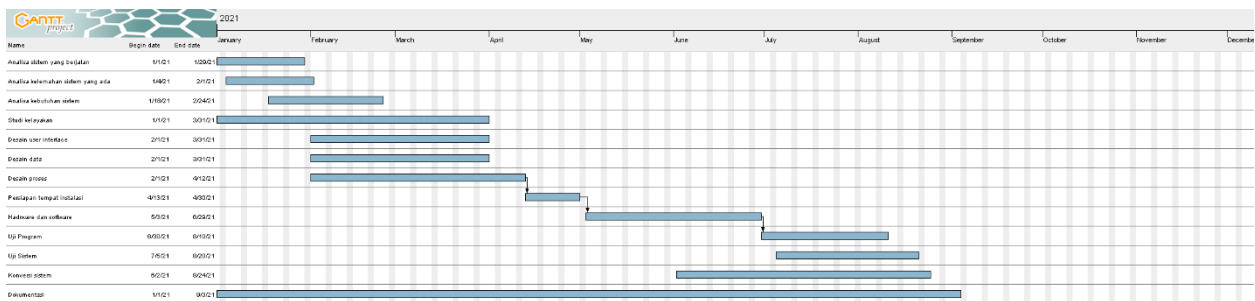 GANTT project
2021
January February March April May June July August September October November December
Name Begin date End date
Analisa sistem yang berjalan 1/1/21 1/29/21
Analisa kelemahan sistem yang ada 1/4/21 2/1/21
Analisa kebutuhan sistem 1/18/21 2/24/21
Studi kelayakan 1/1/21 3/31/21
Desain user interface 2/1/21 3/31/21
Desain data 2/1/21 3/31/21
Desain proses 2/1/21 4/12/21
Persiapan tempat instalasi 4/13/21 4/30/21
Hadware dan software 5/3/21 6/29/21
Uji Program 6/30/21 8/10/21
Uji Sistem 7/5/21 8/20/21
Konversi sistem 6/2/21 8/24/21
Dokumentasi 1/1/21 9/3/21